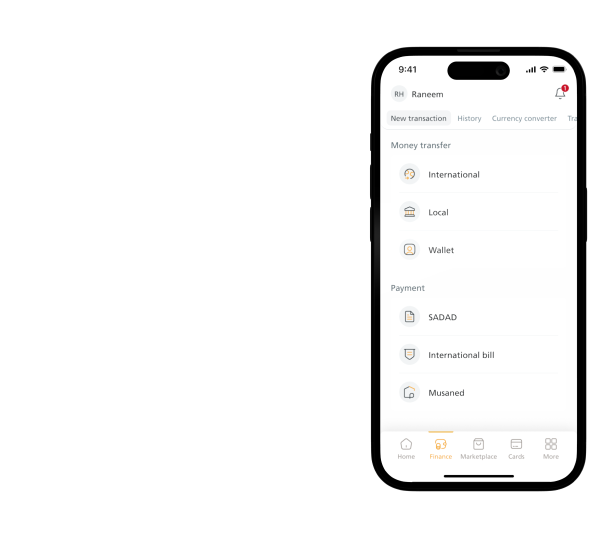 9:41
RH Raneem 1
New transaction History Currency converter Tra
Money transfer
International
Local
Wallet
Payment
SADAD
International bill
Musaned
Home Finance Marketplace Cards More